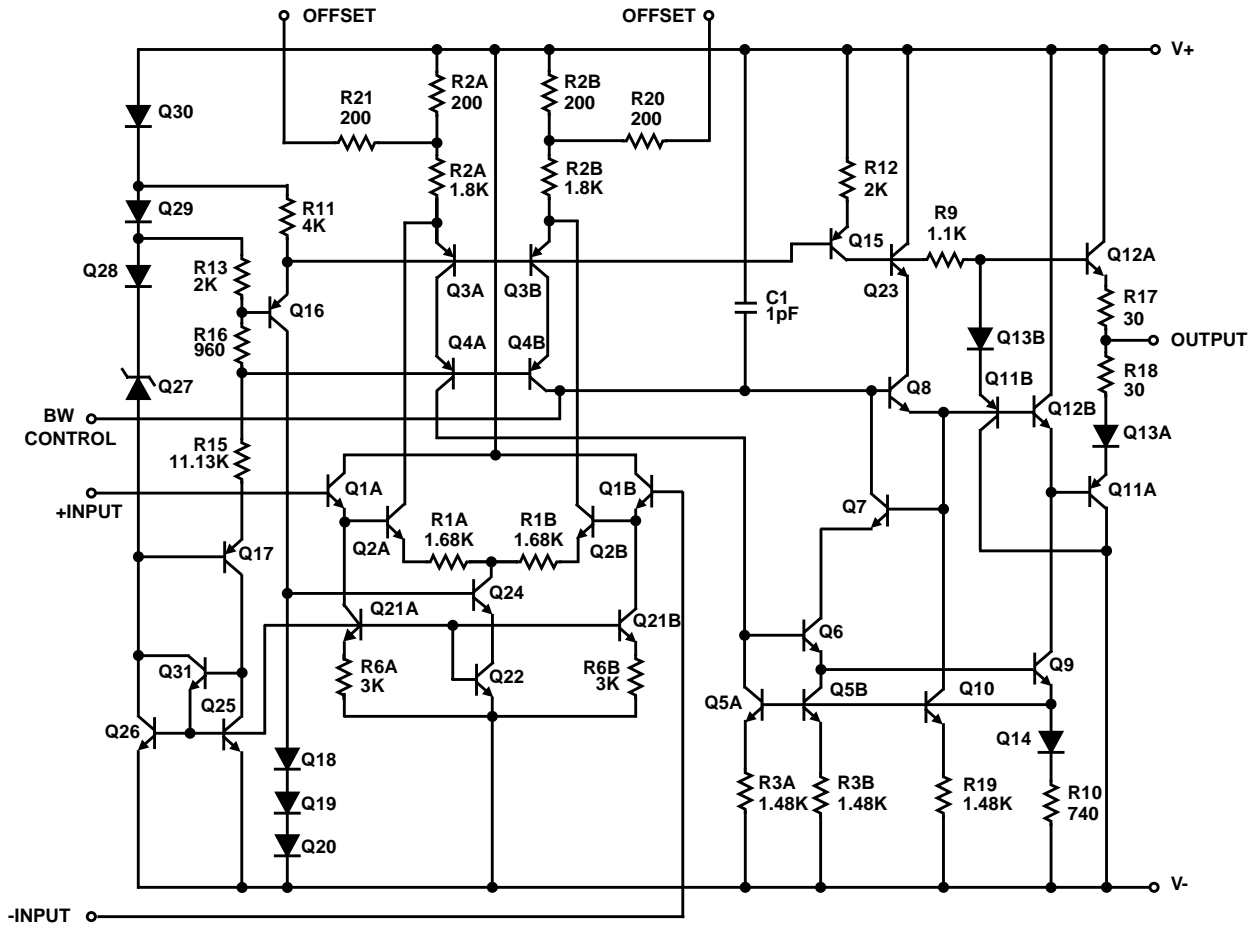 OFFSET
OFFSET
V+
Q30
R21
200
R2A
200
R2B
200
R20
200
R2A
1.8K
R2B
1.8K
R12
2K
Q29
R11
4K
R9
1.1K
Q28
R13
2K
Q15
Q12A
Q3A
Q3B
Q23
C1
1pF
R17
30
Q16
R16
960
Q4A
Q4B
Q13B
OUTPUT
Q27
R18
30
Q11B
Q8
BW
CONTROL
Q12B
Q13A
R15
11.13K
+INPUT
Q1A
Q1B
Q11A
Q7
R1A
1.68K
R1B
1.68K
Q2A
Q2B
Q17
Q24
Q21A
Q21B
Q6
Q31
R6A
3K
Q22
R6B
3K
Q9
Q25
Q26
Q5A
Q5B
Q10
Q14
Q18
R3A
1.48K
R3B
1.48K
R19
1.48K
R10
740
Q19
Q20
V-
-INPUT